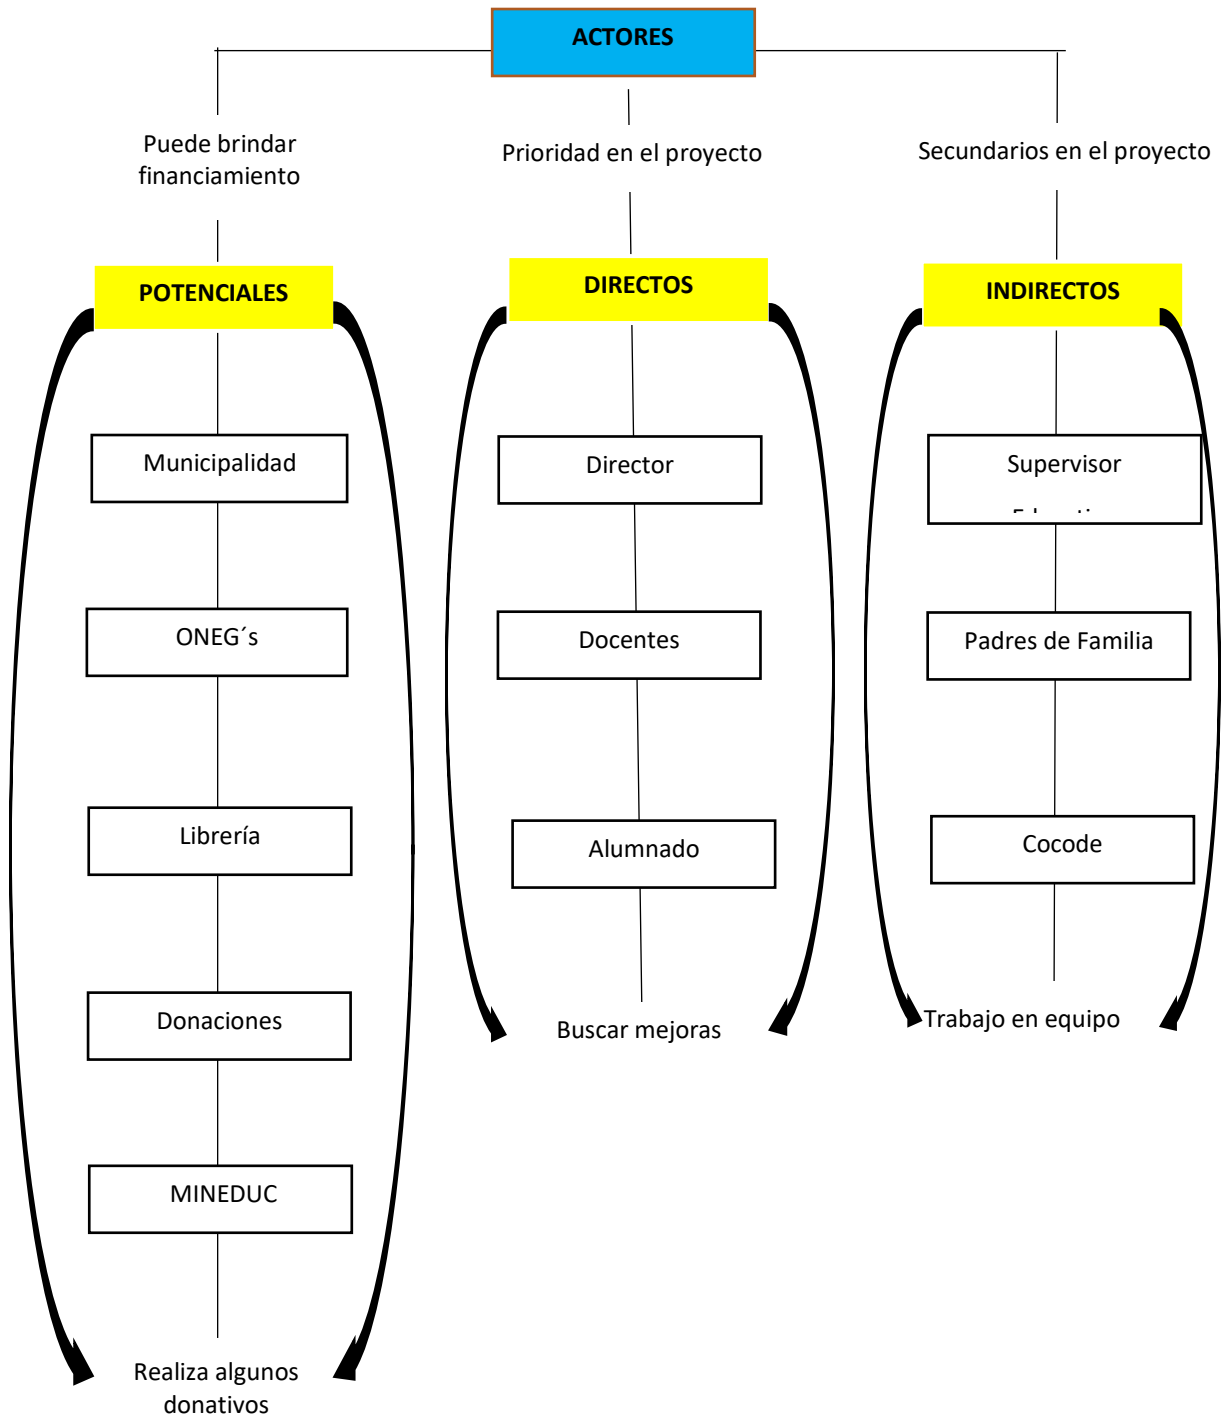 ACTORES
Puede brindar
financiamiento
Prioridad en el proyecto
Secundarios en el proyecto
POTENCIALES
DIRECTOS
INDIRECTOS
Municipalidad
Director
Supervisor
ONEG´s
Docentes
Padres de Familia
Librería
Alumnado
Cocode
Donaciones
Buscar mejoras
Trabajo en equipo
MINEDUC
Realiza algunos
donativos